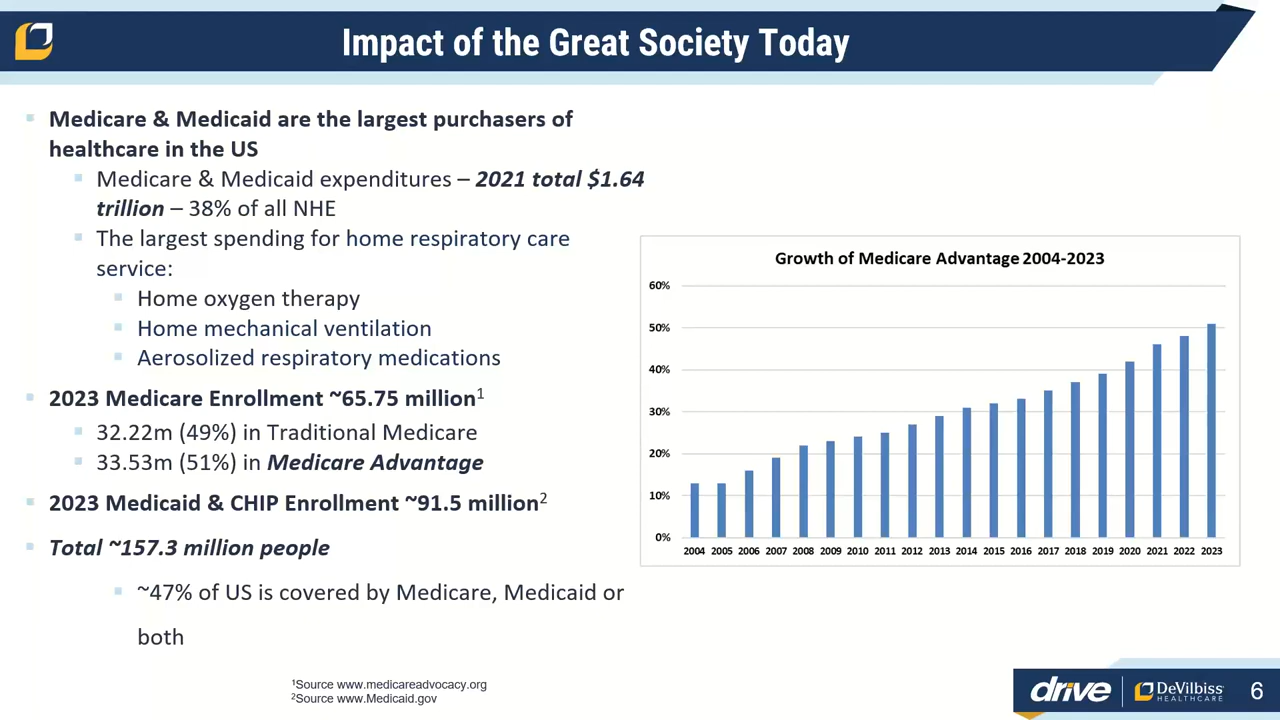 Impact of the Great Society Today
Medicare & Medicaid are the largest purchasers of
healthcare in the US
Medicare & Medicaid expenditures – 2021 total $1.64
trillion – 38% of all NHE
The largest spending for home respiratory care
service:
Home oxygen therapy
Home mechanical ventilation
Aerosolized respiratory medications
2023 Medicare Enrollment ~65.75 million¹
32.22m (49%) in Traditional Medicare
33.53m (51%) in Medicare Advantage
2023 Medicaid & CHIP Enrollment ~91.5 million²
Total ~157.3 million people
~47% of US is covered by Medicare, Medicaid or
both
Growth of Medicare Advantage 2004-2023
60%
50%
40%
30%
20%
10%
0%
2004 2005 2006 2007 2008 2009 2010 2011 2012 2013 2014 2015 2016 2017 2018 2019 2020 2021 2022 2023
¹Source www.medicareadvocacy.org
²Source www.Medicaid.gov
drive
DeVilbiss
HEALTHCARE
6